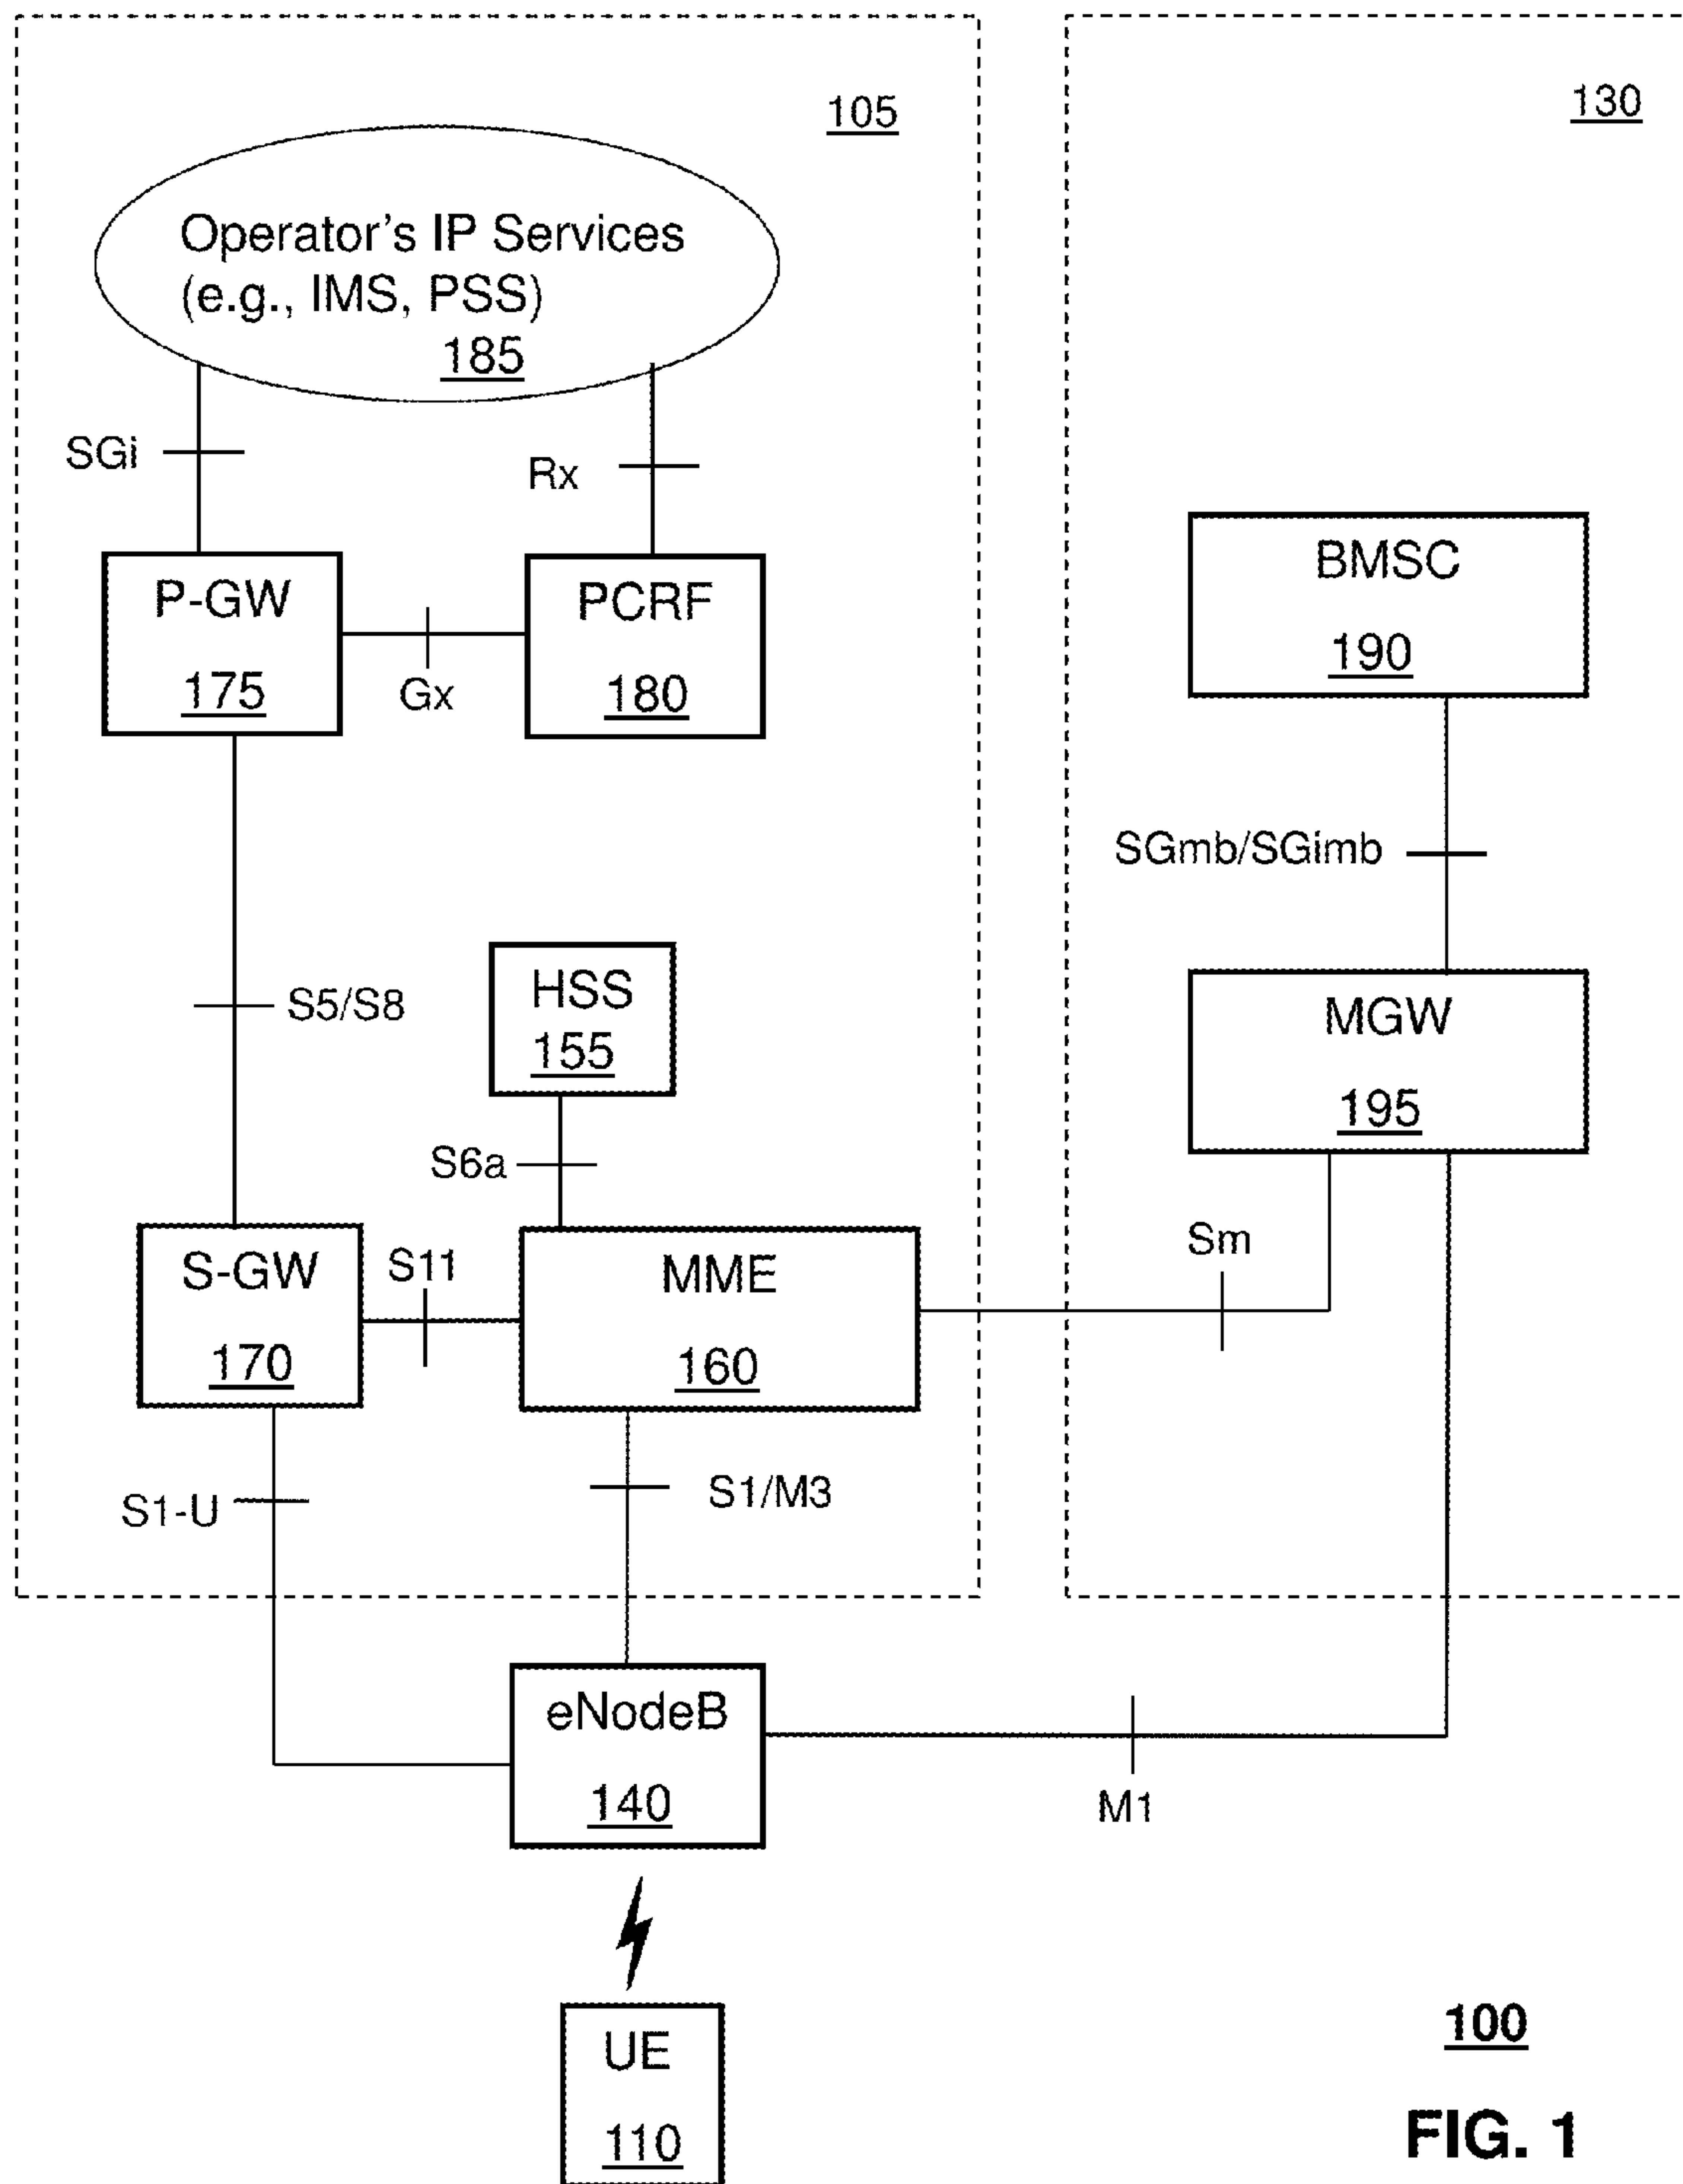 105
130
Operator's IP Services
(e.g., IMS, PSS)
185
SGi
Rx
P-GW
175
Gx
PCRF
180
BMSC
190
SGmb/SGimb
S5/S8
HSS
155
MGW
195
S6a
Sm
S-GW
170
S11
MME
160
S1-U
S1/M3
eNodeB
140
M1
UE
110
100
FIG. 1